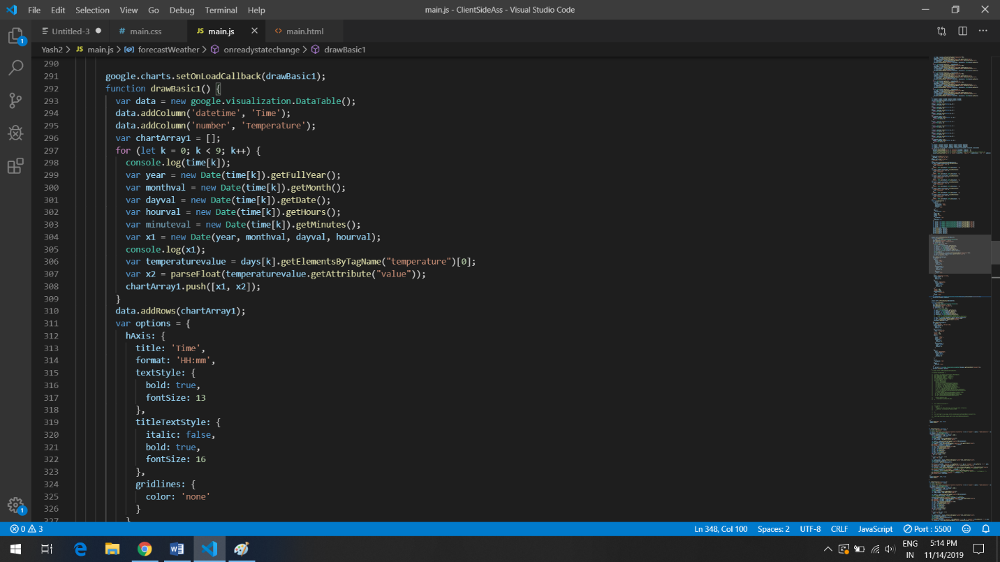 File Edit Selection View Go Debug Terminal Help
main.js - ClientSideAss - Visual Studio Code
Untitled-3 # main.css JS main.js <> main.html
Yash2 > JS main.js > forecastWeather > onreadystatechange > drawBasic1
290
291 google.charts.setOnLoadCallback(drawBasic1);
292 function drawBasic1() {
293 var data = new google.visualization.DataTable();
294 data.addColumn('datetime', 'Time');
295 data.addColumn('number', 'Temperature');
296 var chartArray1 = [];
297 for (let k = 0; k < 9; k++) {
298 console.log(time[k]);
299 var year = new Date(time[k]).getFullYear();
300 var monthval = new Date(time[k]).getMonth();
301 var dayval = new Date(time[k]).getDate();
302 var hourval = new Date(time[k]).getHours();
303 var minuteval = new Date(time[k]).getMinutes();
304 var x1 = new Date(year, monthval, dayval, hourval);
305 console.log(x1);
306 var temperaturevalue = days[k].getElementsByTagName("temperature")[0];
307 var x2 = parseFloat(temperaturevalue.getAttribute("value"));
308 chartArray1.push([x1, x2]);
309 }
310 data.addRows(chartArray1);
311 var options = {
312 hAxis: {
313 title: 'Time',
314 format: 'HH:mm',
315 textStyle: {
316 bold: true,
317 fontSize: 13
318 },
319 titleTextStyle: {
320 italic: false,
321 bold: true,
322 fontSize: 16
323 },
324 gridlines: {
325 color: 'none'
326 }
327 }
1
1
0 3 Ln 348, Col 100 Spaces: 2 UTF-8 CRLF JavaScript Port : 5500
ENG 5:14 PM
IN 11/14/2019